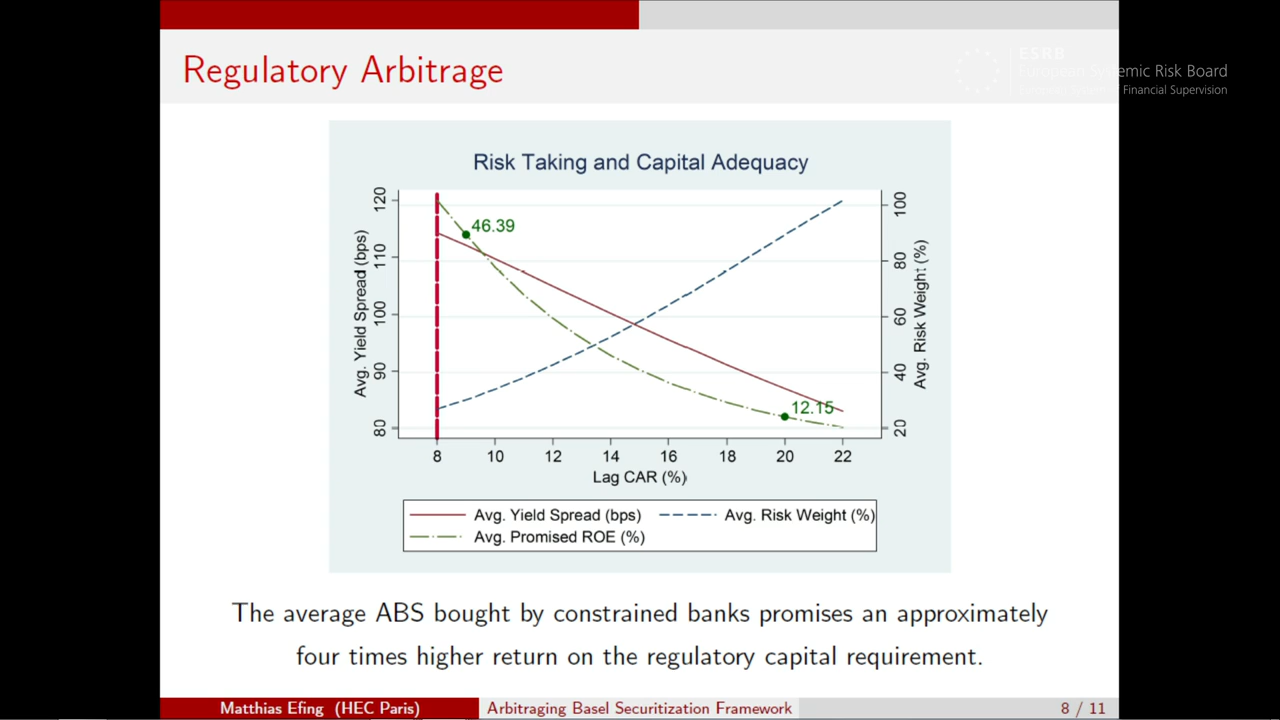 Regulatory Arbitrage
ESRB
European Systemic Risk Board
Financial Supervision
Risk Taking and Capital Adequacy
Avg. Yield Spread (bps)
120
110
100
90
80
46.39
12.15
100
80
60
40
20
Avg. Risk Weight (%)
8 10 12 14 16 18 20 22
Lag CAR (%)
Avg. Yield Spread (bps) Avg. Risk Weight (%)
Avg. Promised ROE (%)
The average ABS bought by constrained banks promises an approximately
four times higher return on the regulatory capital requirement.
Matthias Efing (HEC Paris) Arbitraging Basel Securitization Framework 8 / 11